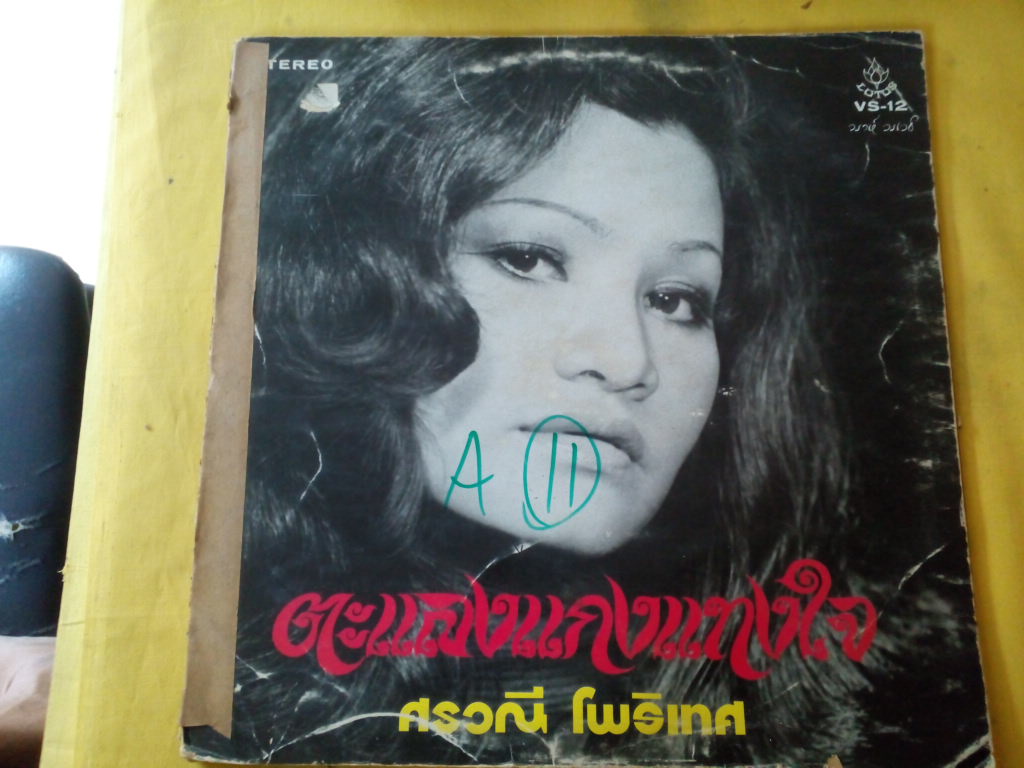 TEREO
LOTUS
VS-12
A 11
ตะแลงแกงแทงใจ
ศรวณี โพธิเทศ